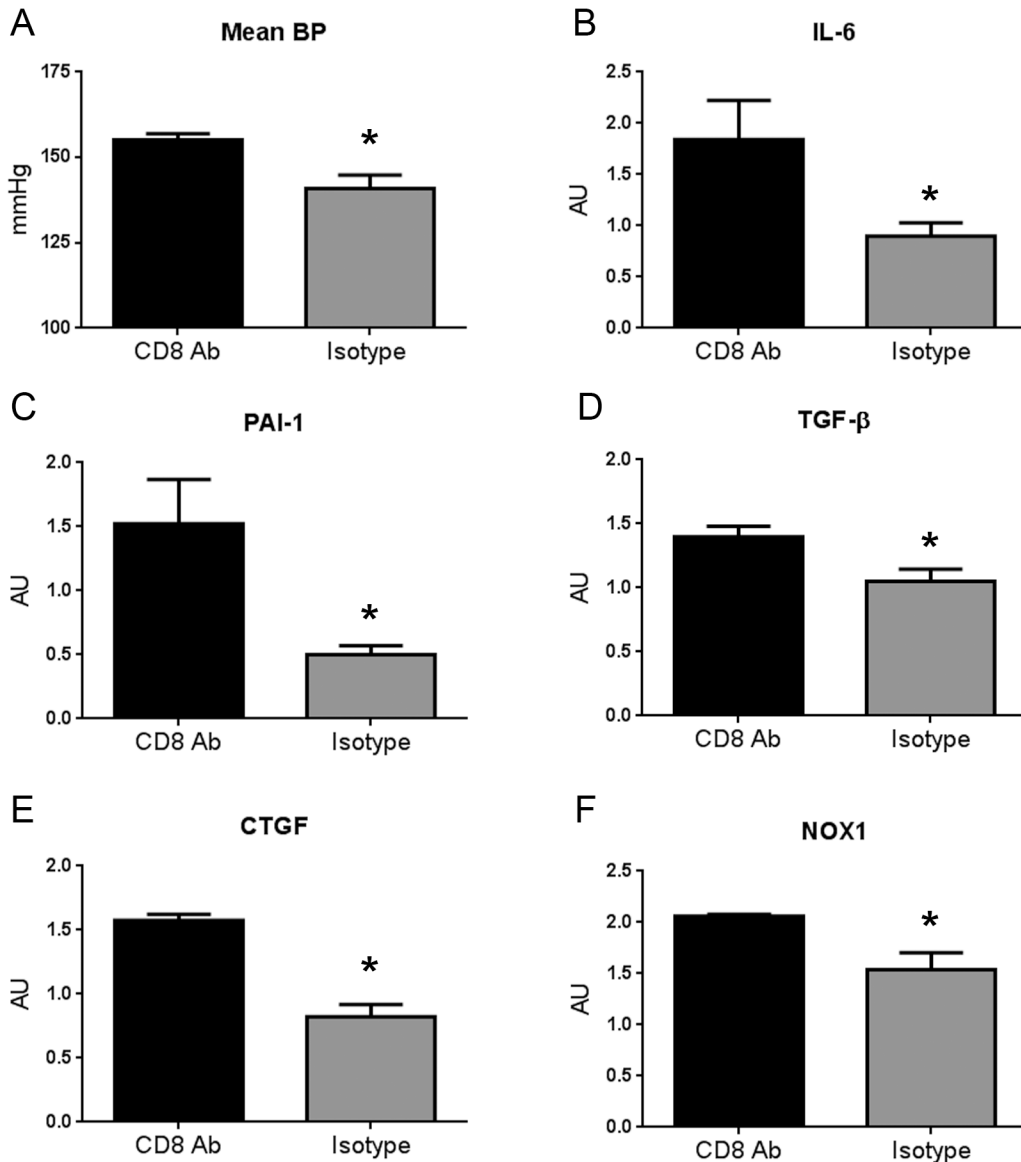 A
Mean BP
175
150
125
100
mmHg
*
CD8 Ab
Isotype
B
IL-6
2.5
2.0
1.5
1.0
0.5
0.0
AU
*
CD8 Ab
Isotype
C
PAI-1
2.0
1.5
1.0
0.5
0.0
AU
*
CD8 Ab
Isotype
D
TGF-β
2.0
1.5
1.0
0.5
0.0
AU
*
CD8 Ab
Isotype
E
CTGF
2.0
1.5
1.0
0.5
0.0
AU
*
CD8 Ab
Isotype
F
NOX1
2.5
2.0
1.5
1.0
0.5
0.0
AU
*
CD8 Ab
Isotype